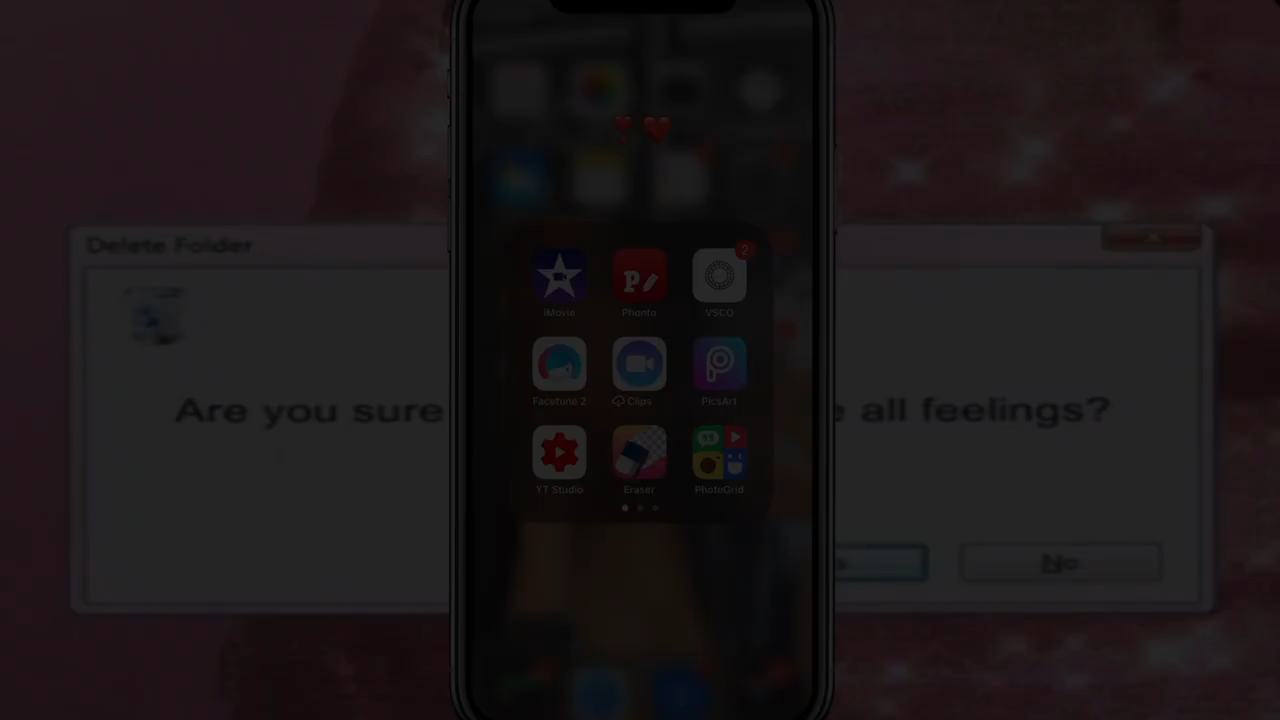 Delete Folder
2
iMovie Phonto VSCO
Are you sure all feelings?
Facetune 2 Clips PicsArt
YT Studio Eraser PhotoGrid
No